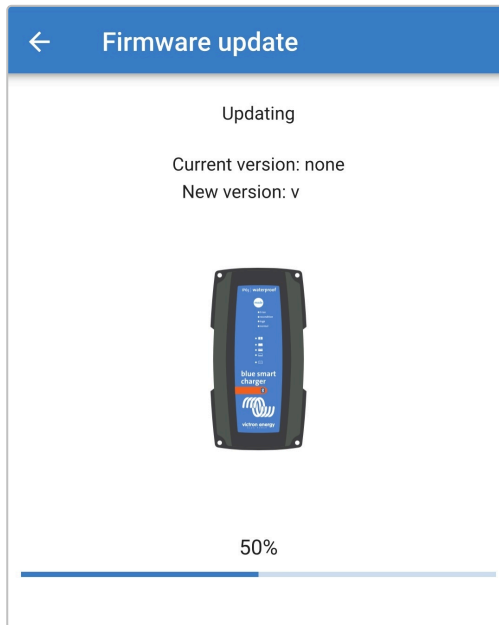 Firmware update
Updating
Current version: none
New version: v
waterproof
blue smart
charger
victron energy
50%